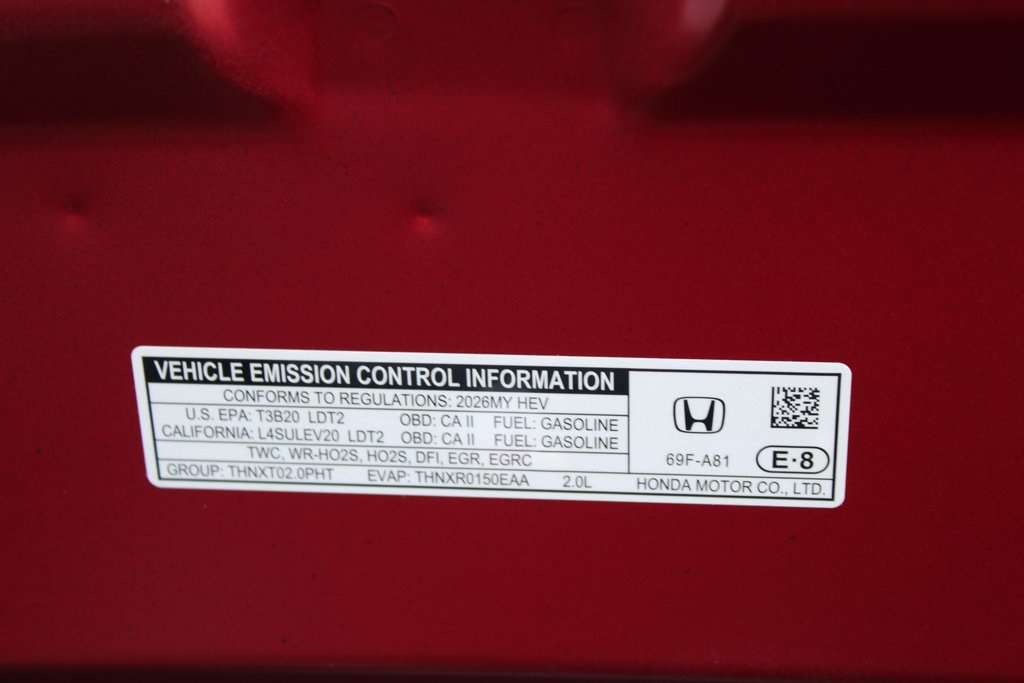 VEHICLE EMISSION CONTROL INFORMATION
CONFORMS TO REGULATIONS: 2026MY HEV
U.S. EPA: T3B20 LDT2 OBD: CA II FUEL: GASOLINE
CALIFORNIA: L4SULEV20 LDT2 OBD: CA II FUEL: GASOLINE
TWC, WR-HO2S, HO2S, DFI, EGR, EGRC
GROUP: THNXT02.0PHT EVAP: THNXR0150EAA 2.0L
69F-A81
E·8
HONDA MOTOR CO., LTD.